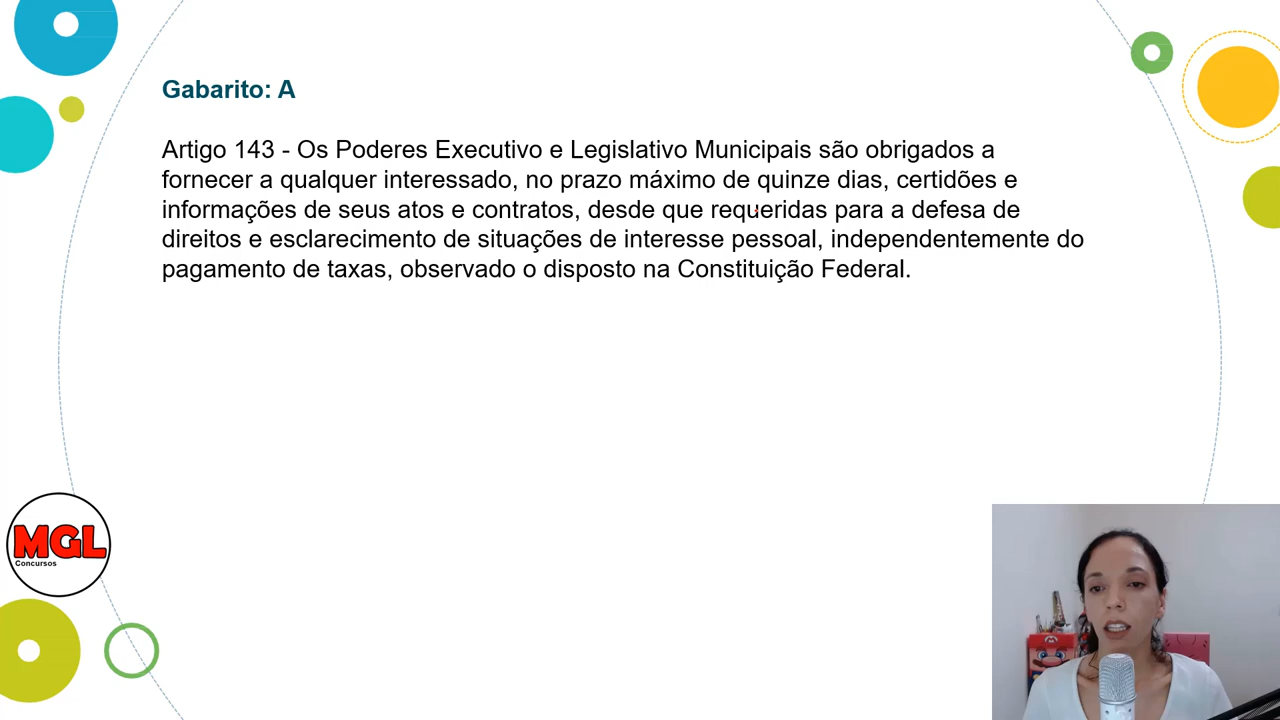 Gabarito: A
Artigo 143 - Os Poderes Executivo e Legislativo Municipais são obrigados a
fornecer a qualquer interessado, no prazo máximo de quinze dias, certidões e
informações de seus atos e contratos, desde que requeridas para a defesa de
direitos e esclarecimento de situações de interesse pessoal, independentemente do
pagamento de taxas, observado o disposto na Constituição Federal.
MGL
Concursos